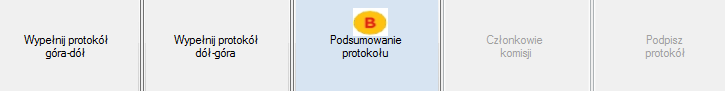 Wypełnij protokół
góra-dół
Wypełnij protokół
dół-góra
B
Podsumowanie
protokołu
Członkowie
komisji
Podpisz
protokół